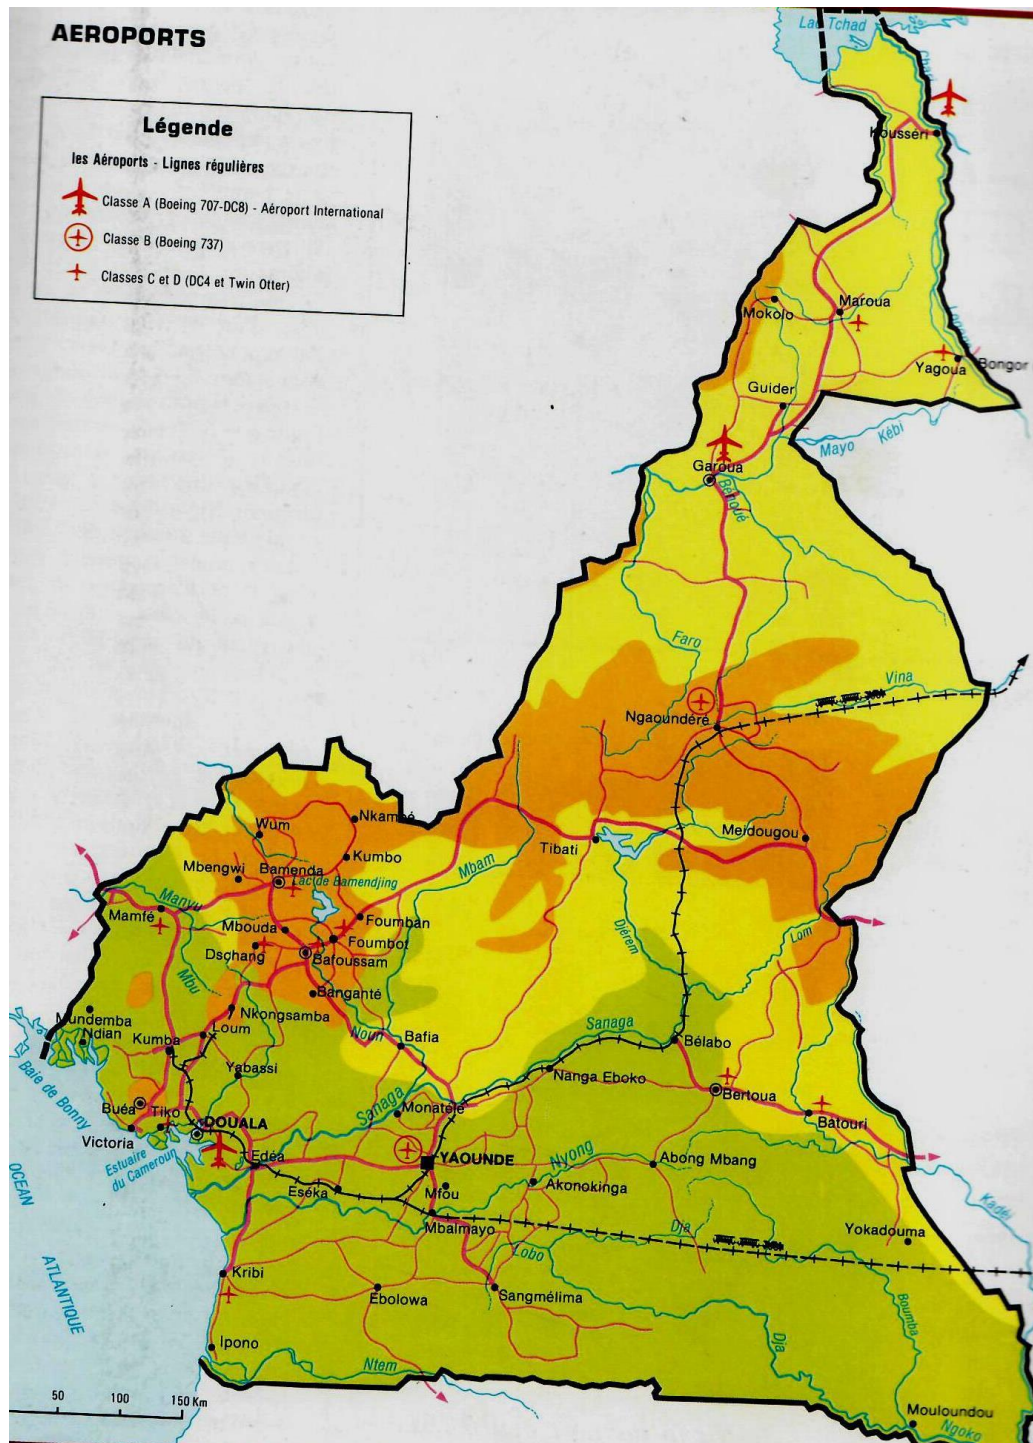 AEROPORTS
Légende
les Aéroports - Lignes régulières
Classe A (Boeing 707-DC8) - Aéroport International
Classe B (Boeing 737)
Classes C et D (DC4 et Twin Otter)
Lac Tchad
Kousséri
Mokolo
Maroua
Yagoua
Bongor
Guider
Mayo Kébi
Garoua
Bénoué
Faro
Vina
Ngaoundéré
Meidougou
Tibati
Nkambé
Wum
Kumbo
Mbengwi
Bamenda
Lac de Bamendjing
Mbam
Manyu
Mamfé
Mbouda
Foumban
Foumbot
Dschang
Bafoussam
Djérem
Lom
Mbu
Banganté
Nkongsamba
Mundemba
Ndian
Loum
Kumba
Noun
Bafia
Sanaga
Bélabo
Baie de Bonny
Yabassi
Nanga Eboko
Bertoua
Buéa
Tiko
DOUALA
Sanaga
Monatélé
Batouri
Victoria
Estuaire
du Cameroun
Edéa
YAOUNDE
Nyong
Abong Mbang
Eséka
Mfou
Akonokinga
Kadéi
OCEAN
Mbalmayo
Lobo
Dja
Yokadouma
ATLANTIQUE
Kribi
Ebolowa
Sangmélima
Boumba
Ipono
Ntem
Dja
50 100 150 Km
Mouloundou
Ngoko